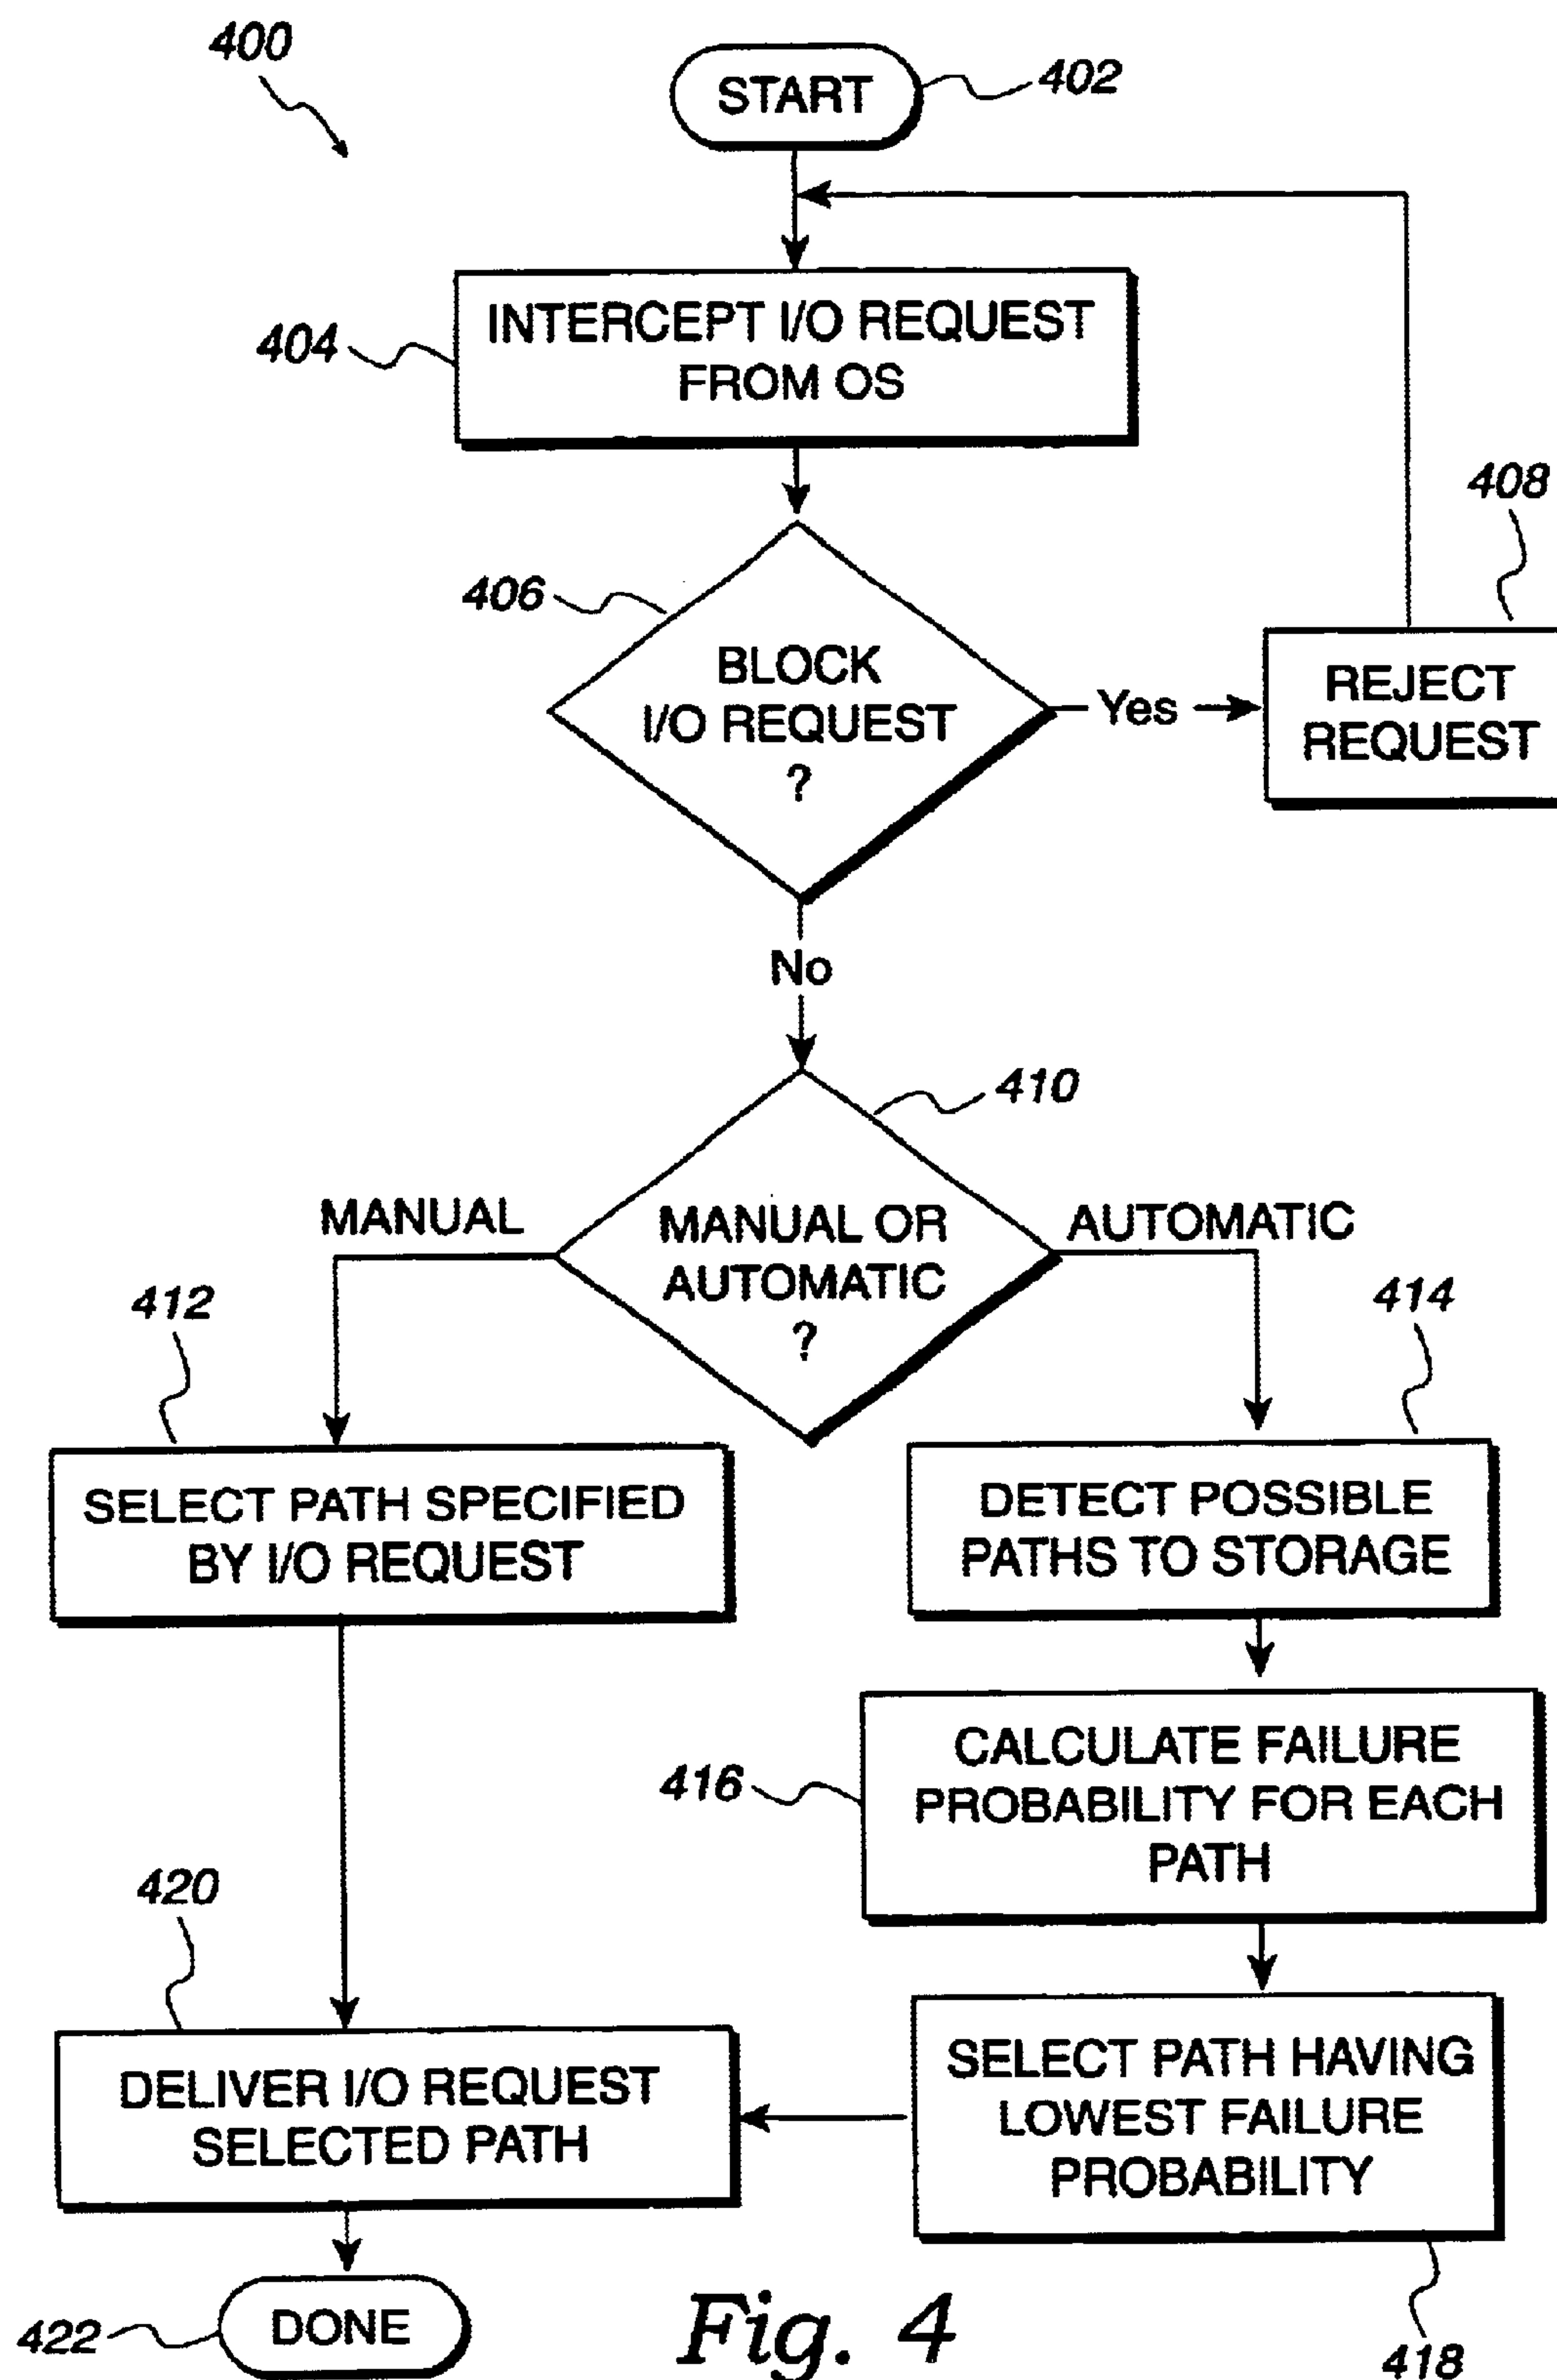 400
START
402
INTERCEPT I/O REQUEST
FROM OS
404
408
406
BLOCK
I/O REQUEST
?
Yes
REJECT
REQUEST
No
410
MANUAL
MANUAL OR
AUTOMATIC
?
AUTOMATIC
412
414
SELECT PATH SPECIFIED
BY I/O REQUEST
DETECT POSSIBLE
PATHS TO STORAGE
416
CALCULATE FAILURE
PROBABILITY FOR EACH
PATH
420
DELIVER I/O REQUEST
SELECTED PATH
SELECT PATH HAVING
LOWEST FAILURE
PROBABILITY
422
DONE
Fig. 4
418